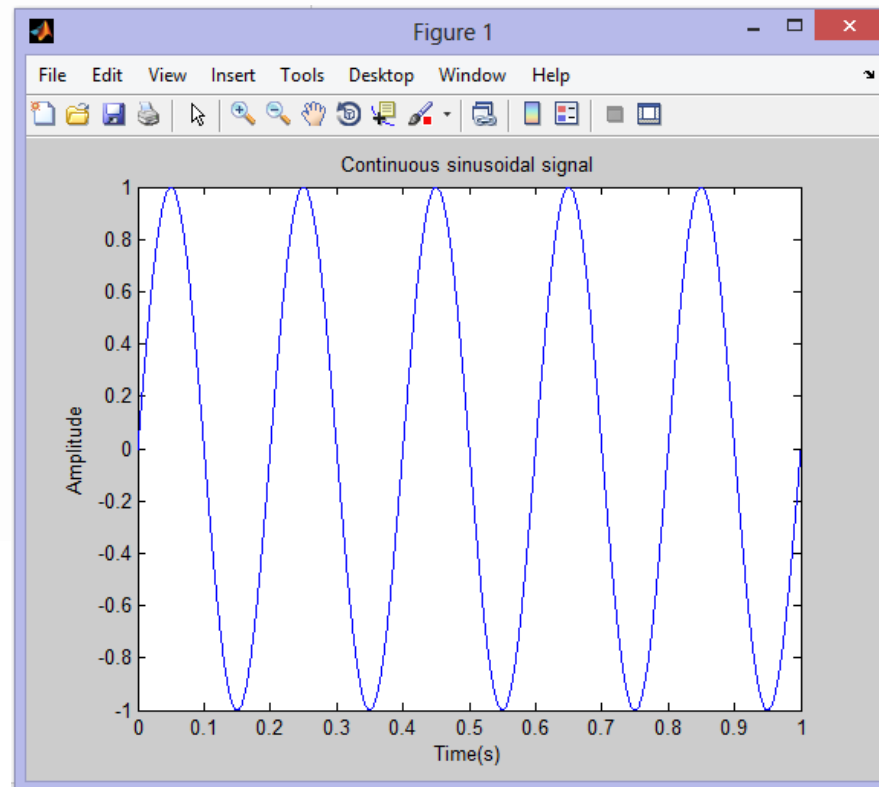 Figure 1
File Edit View Insert Tools Desktop Window Help
Continuous sinusoidal signal
1
0.8
0.6
0.4
0.2
0
-0.2
-0.4
-0.6
-0.8
-1
Amplitude
0 0.1 0.2 0.3 0.4 0.5 0.6 0.7 0.8 0.9 1
Time(s)